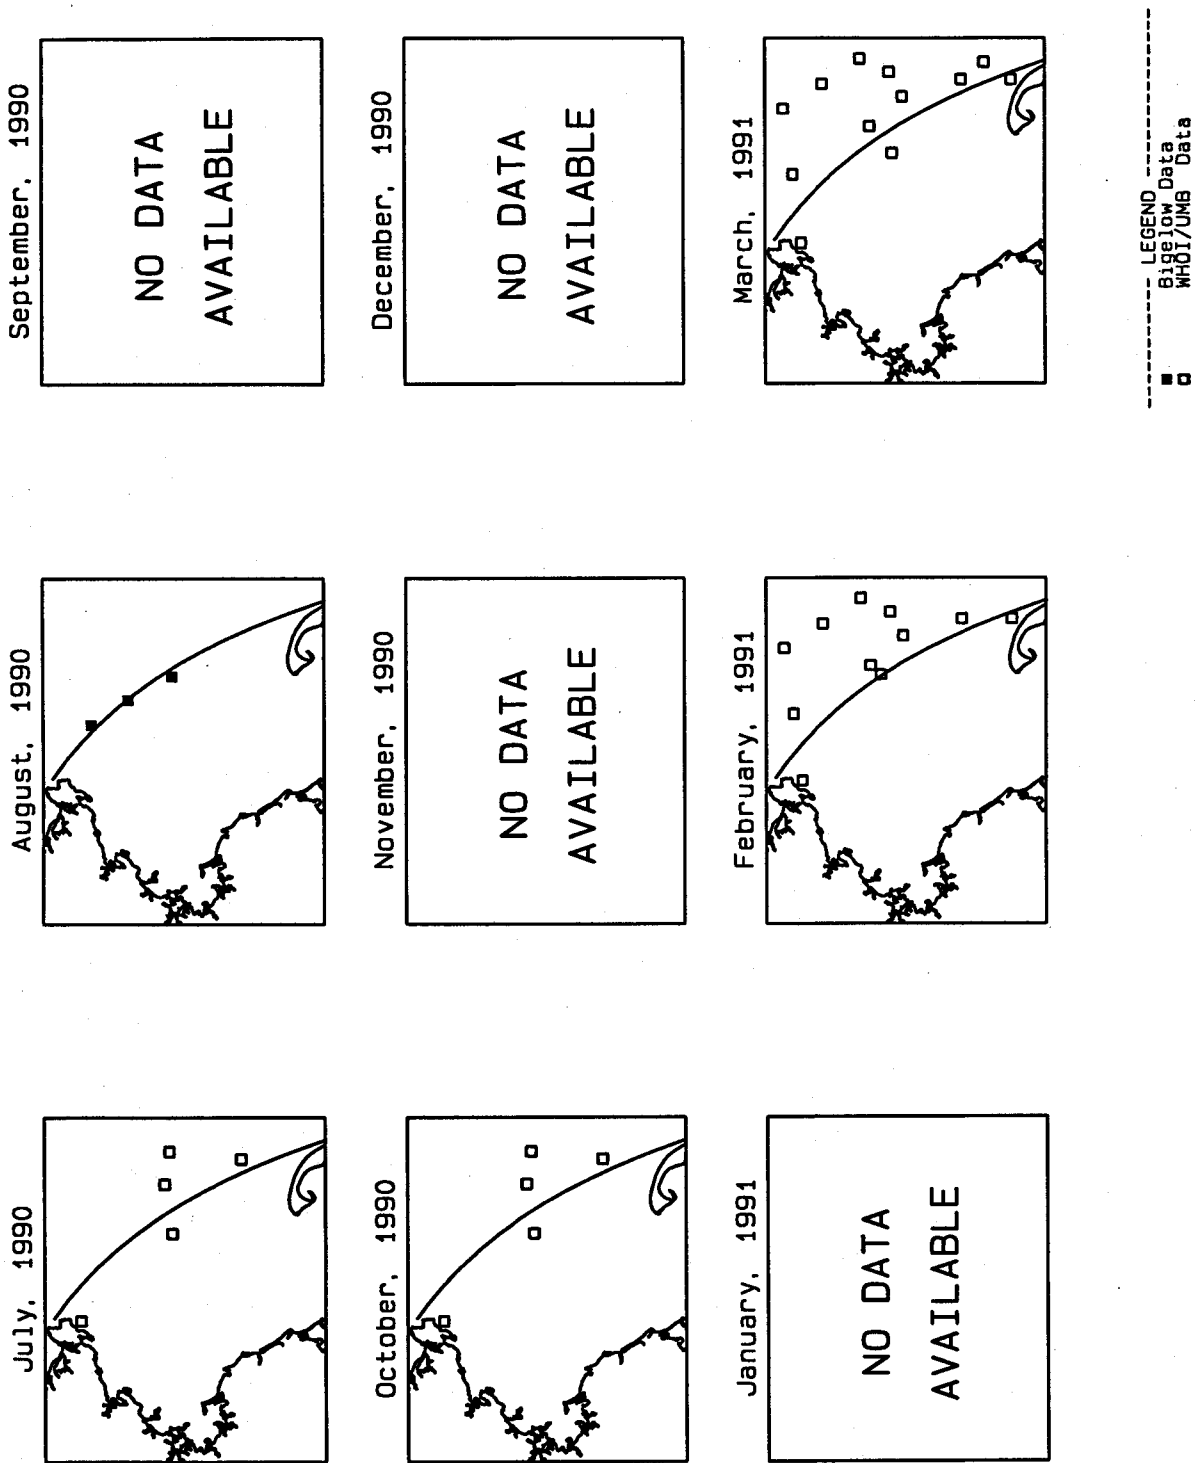 July, 1990
August, 1990
September, 1990
NO DATA
AVAILABLE
October, 1990
November, 1990
NO DATA
AVAILABLE
December, 1990
NO DATA
AVAILABLE
January, 1991
NO DATA
AVAILABLE
February, 1991
March, 1991
------------ LEGEND ------------
Bigelow Data
WHOI/UMB Data